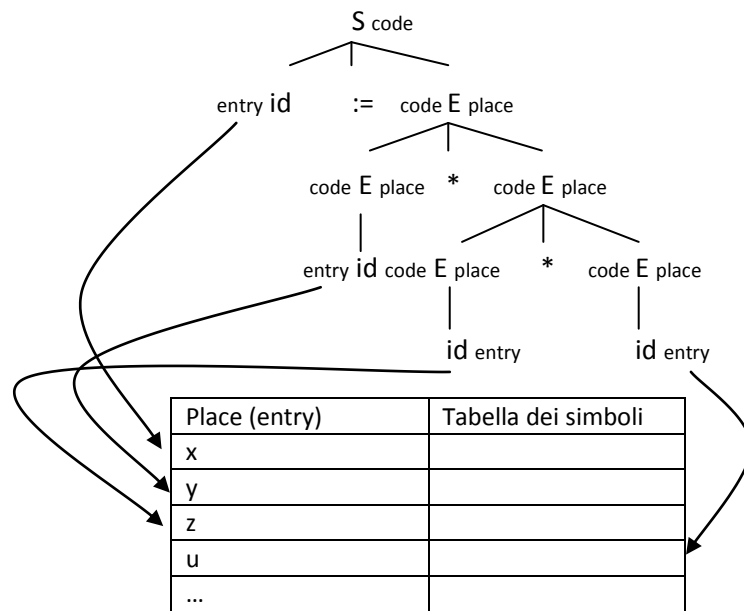 S code
entry id := code E place
code E place * code E place
entry id code E place * code E place
id entry id entry
Place (entry) Tabella dei simboli
x
y
z
u
...